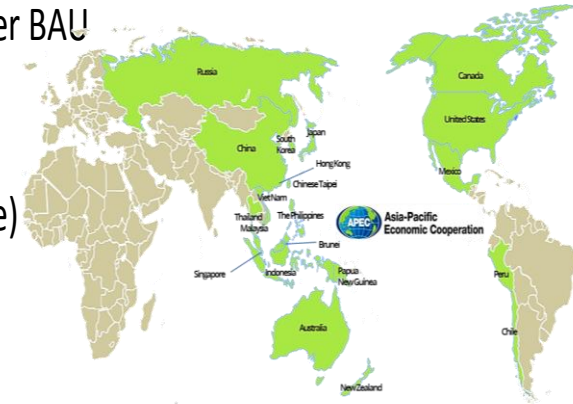 er BAU
Russia
Canada
United States
China
South
Korea
Japan
Mexico
Hong Kong
Chinese Taipei
Viet Nam
Thailand
The Philippines
Malaysia
e)
APEC
Asia-Pacific
Economic Cooperation
Brunei
Singapore
Indonesia
Papua
New Guinea
Peru
Australia
Chile
New Zealand